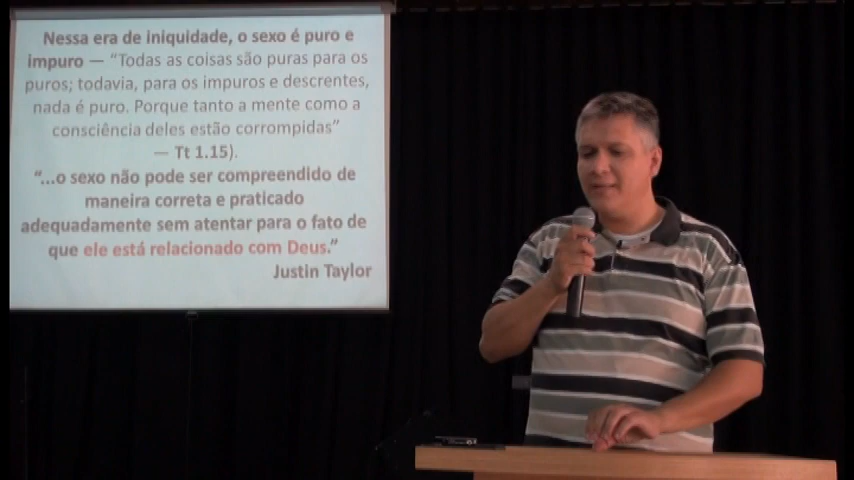 Nessa era de iniquidade, o sexo é puro e
impuro — “Todas as coisas são puras para os
puros; todavia, para os impuros e descrentes,
nada é puro. Porque tanto a mente como a
consciência deles estão corrompidas”
— Tt 1.15).
“...o sexo não pode ser compreendido de
maneira correta e praticado
adequadamente sem atentar para o fato de
que ele está relacionado com Deus.”
Justin Taylor